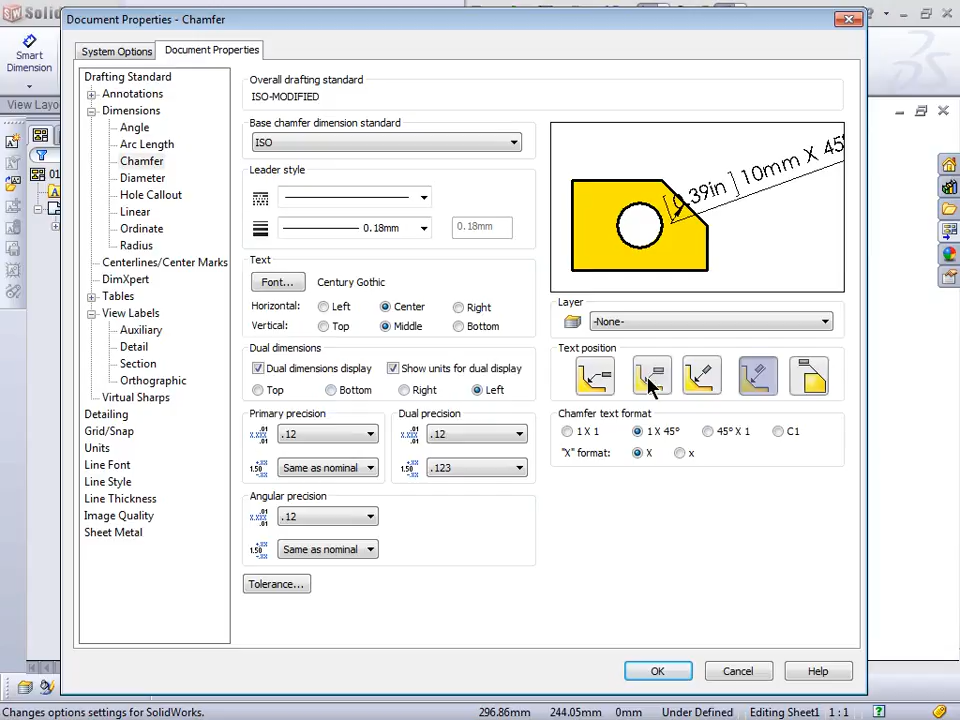 Document Properties - Chamfer
Smart
Dimension
System Options
Document Properties
Drafting Standard
Annotations
Dimensions
Angle
Arc Length
Chamfer
Diameter
Hole Callout
Linear
Ordinate
Radius
Centerlines/Center Marks
DimXpert
Tables
View Labels
Auxiliary
Detail
Section
Orthographic
Virtual Sharps
Detailing
Grid/Snap
Units
Line Font
Line Style
Line Thickness
Image Quality
Sheet Metal
Overall drafting standard
ISO-MODIFIED
Base chamfer dimension standard
ISO
Leader style
0.18mm
0.18mm
Text
Font...
Century Gothic
Horizontal:
Left
Center
Right
Vertical:
Top
Middle
Bottom
Dual dimensions
Dual dimensions display
Show units for dual display
Top
Bottom
Right
Left
Primary precision
.12
Same as nominal
Dual precision
.12
.123
Angular precision
.12
Same as nominal
Tolerance...
[0.39in ] 10mm X 45°
Layer
-None-
Text position
Chamfer text format
1 X 1
1 X 45°
45° X 1
C1
"X" format:
X
x
OK
Cancel
Help
Changes options settings for SolidWorks.
296.86mm
244.05mm
0mm
Under Defined
Editing Sheet1
1 : 1